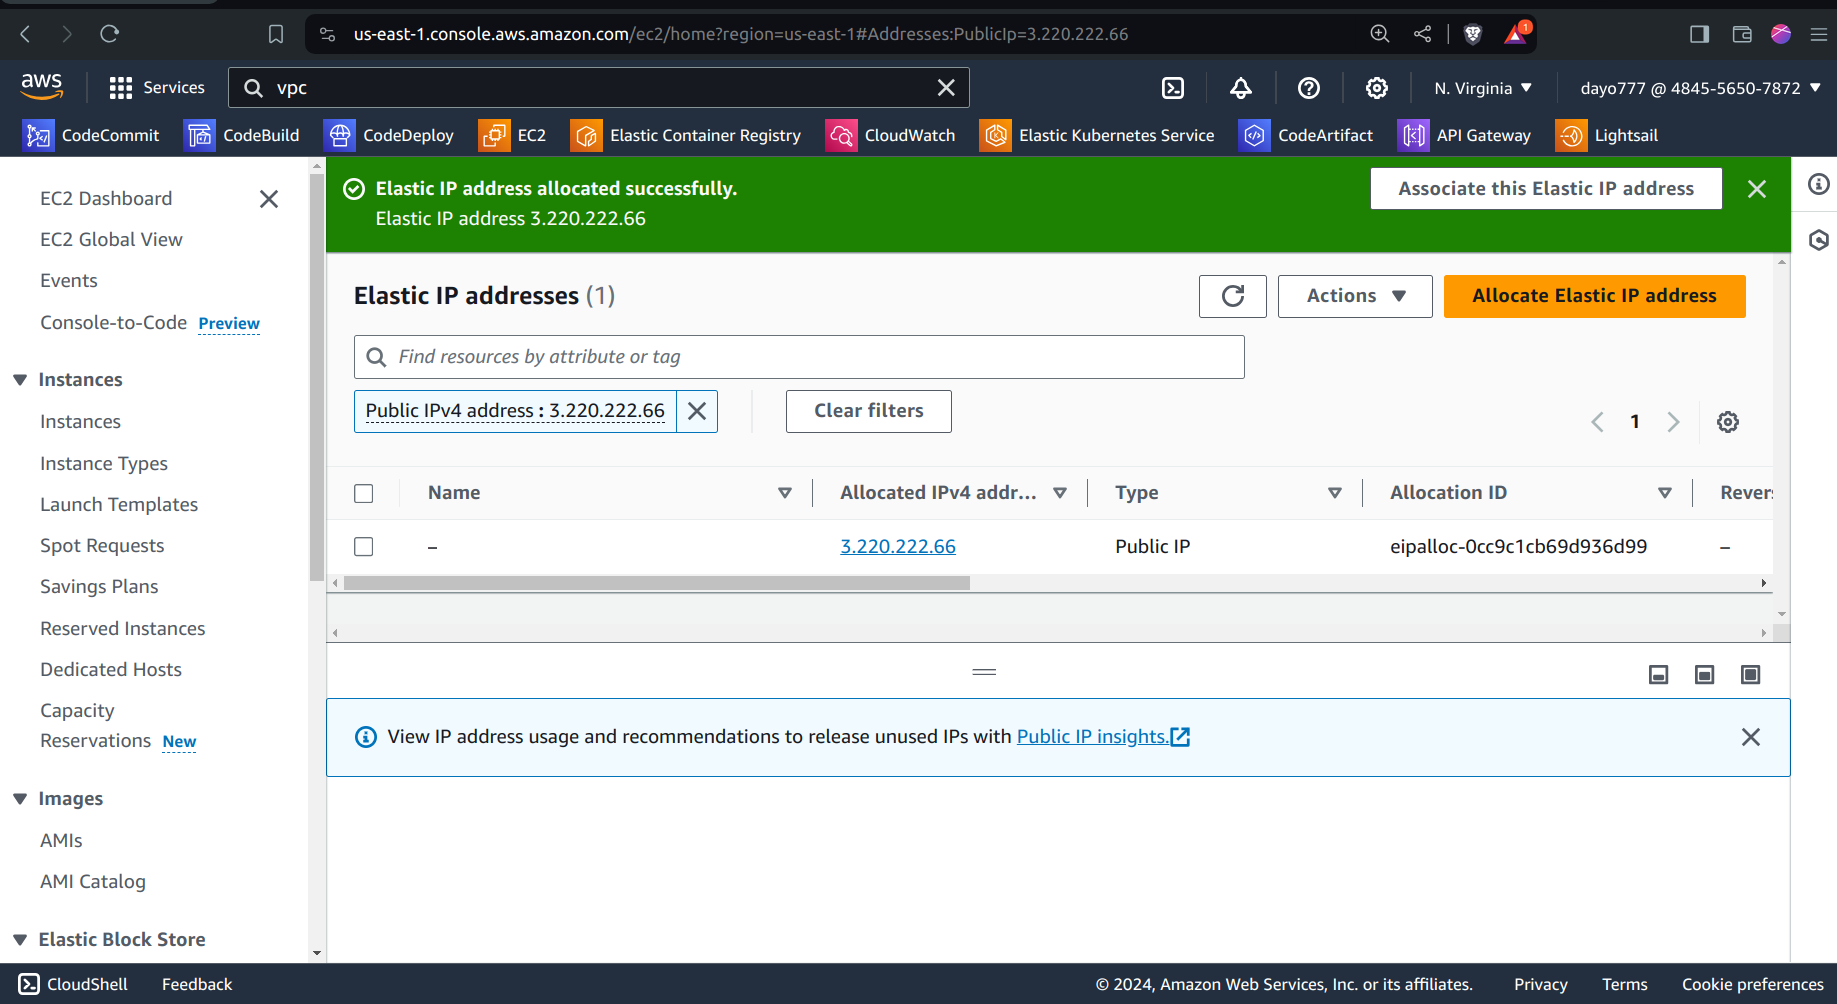 us-east-1.console.aws.amazon.com/ec2/home?region=us-east-1#Addresses:PublicIp=3.220.222.66
1
aws
Services
vpc
N. Virginia
dayo777 @ 4845-5650-7872
CodeCommit
CodeBuild
CodeDeploy
EC2
Elastic Container Registry
CloudWatch
Elastic Kubernetes Service
CodeArtifact
API Gateway
Lightsail
EC2 Dashboard
EC2 Global View
Events
Console-to-Code Preview
Instances
Instances
Instance Types
Launch Templates
Spot Requests
Savings Plans
Reserved Instances
Dedicated Hosts
Capacity
Reservations New
Images
AMIs
AMI Catalog
Elastic Block Store
Elastic IP address allocated successfully.
Elastic IP address 3.220.222.66
Associate this Elastic IP address
Elastic IP addresses (1)
Actions
Allocate Elastic IP address
Find resources by attribute or tag
Public IPv4 address : 3.220.222.66
Clear filters
1
Name
Allocated IPv4 addr...
Type
Allocation ID
Rever
–
3.220.222.66
Public IP
eipalloc-0cc9c1cb69d936d99
–
View IP address usage and recommendations to release unused IPs with Public IP insights.
CloudShell
Feedback
© 2024, Amazon Web Services, Inc. or its affiliates.
Privacy
Terms
Cookie preferences